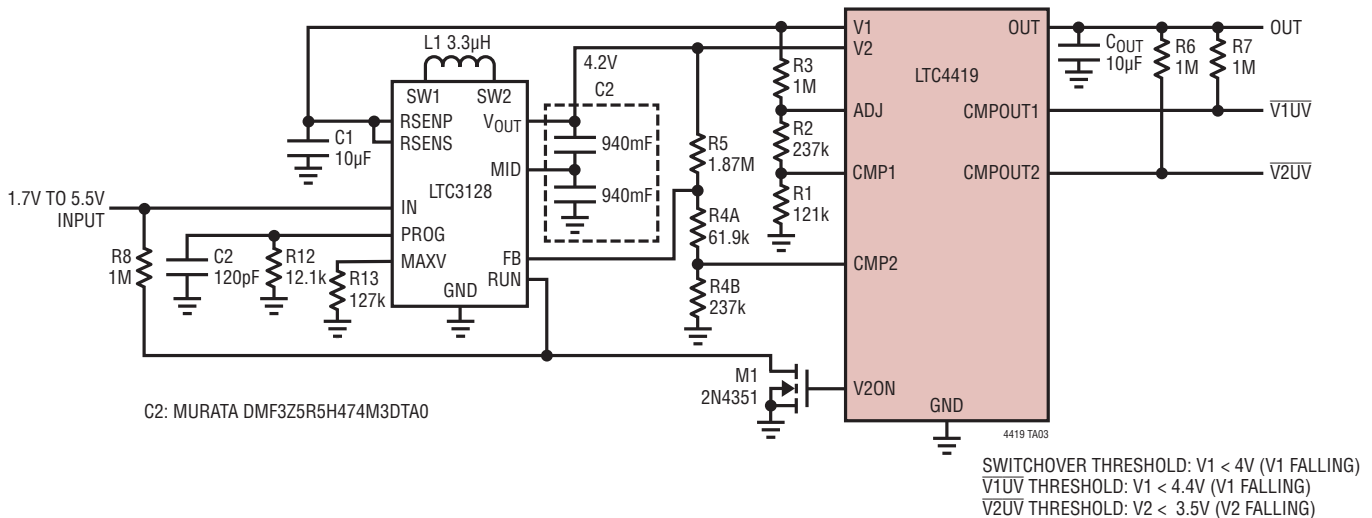 L1 3.3µH
4.2V
C2
SW1
SW2
RSENP
RSENS
VOUT
MID
LTC3128
IN
PROG
MAXV
FB
RUN
GND
C1
10µF
940mF
940mF
1.7V TO 5.5V
INPUT
R8
1M
C2
120pF
R12
12.1k
R13
127k
R5
1.87M
R4A
61.9k
R4B
237k
R3
1M
R2
237k
R1
121k
V1
V2
ADJ
CMP1
CMP2
V2ON
GND
LTC4419
OUT
CMPOUT1
CMPOUT2
COUT
10µF
R6
1M
R7
1M
OUT
V1UV
V2UV
M1
2N4351
C2: MURATA DMF3Z5R5H474M3DTA0
4419 TA03
SWITCHOVER THRESHOLD: V1 < 4V (V1 FALLING)
V1UV THRESHOLD: V1 < 4.4V (V1 FALLING)
V2UV THRESHOLD: V2 < 3.5V (V2 FALLING)